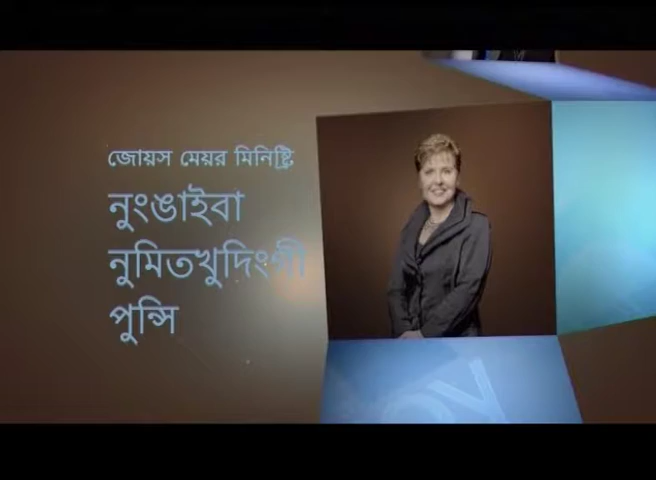 জোয়স মেয়র মিনিষ্ট্রি
নুংঙাইবা
নুমিতখুদিংগী
পুন্সি